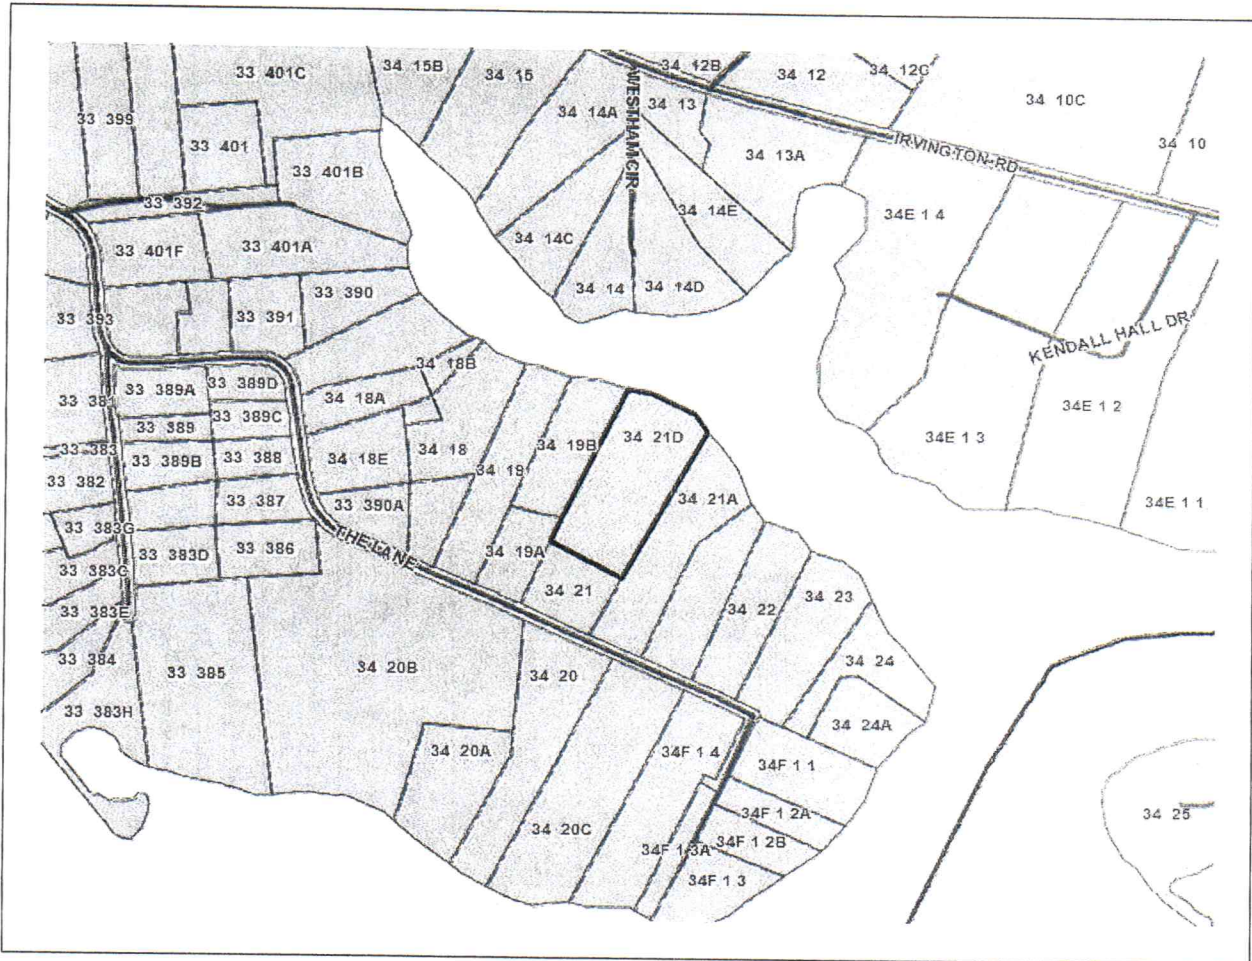 33 401C
34 15B
34 15
34 12B
34 12
34 12C
34 10C
33 399
34 14A
34 13
33 401
WESTHAM CIR
34 13A
IRVINGTON RD
34 10
33 401B
33 392
34 14E
34E 1 4
33 401F
33 401A
34 14C
34 14
34 14D
33 390
33 393
33 391
KENDALL HALL DR
34 18B
33 389A
33 389D
34 18A
34E 1 2
33 389
33 389C
34E 1 3
33 383
33 389B
33 388
34 18E
34 18
34 19
34 19B
34 21D
33 382
33 387
33 390A
34 21A
34E 1 1
33 383G
33 383D
33 386
THE LANE
34 19A
33 383C
34 21
34 22
34 23
33 383E
33 384
33 385
34 20B
34 20
34 24
33 383H
34 24A
34 20A
34F 1 4
34F 1 1
34 20C
34F 1 2A
34 25
34F 1 3A
34F 1 2B
34F 1 3